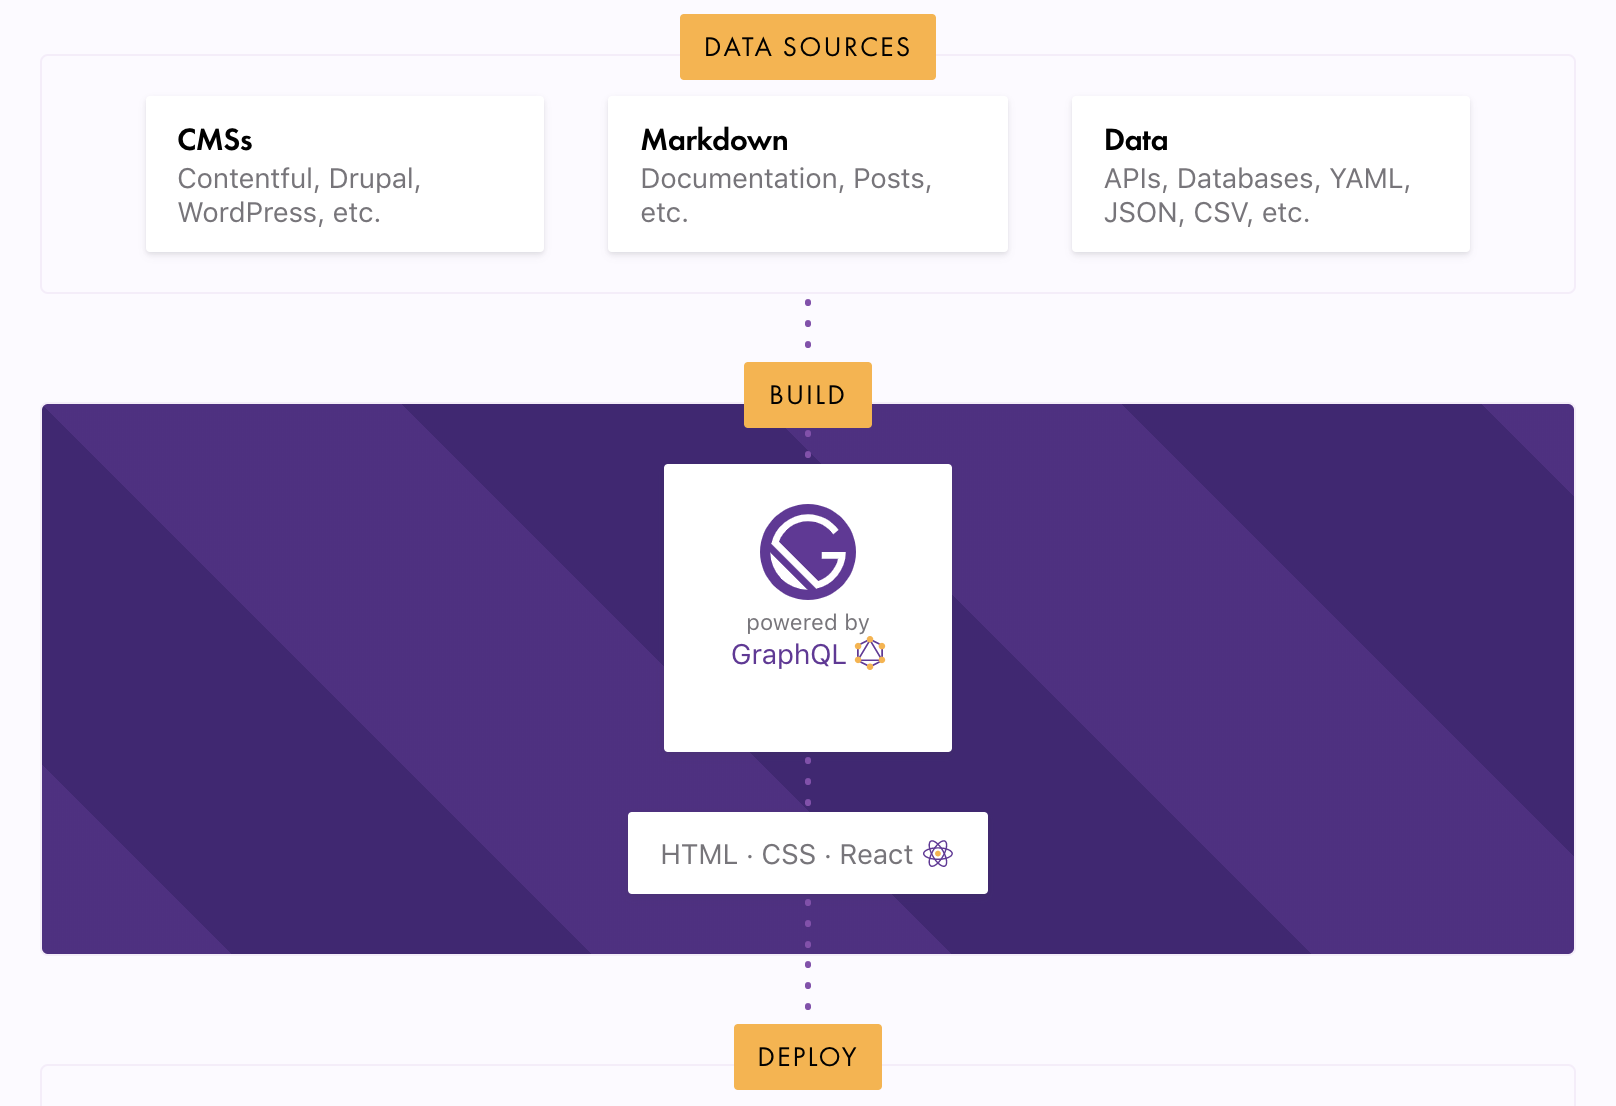 DATA SOURCES
CMSs
Contentful, Drupal,
WordPress, etc.
Markdown
Documentation, Posts,
etc.
Data
APIs, Databases, YAML,
JSON, CSV, etc.
BUILD
powered by
GraphQL
HTML · CSS · React
DEPLOY